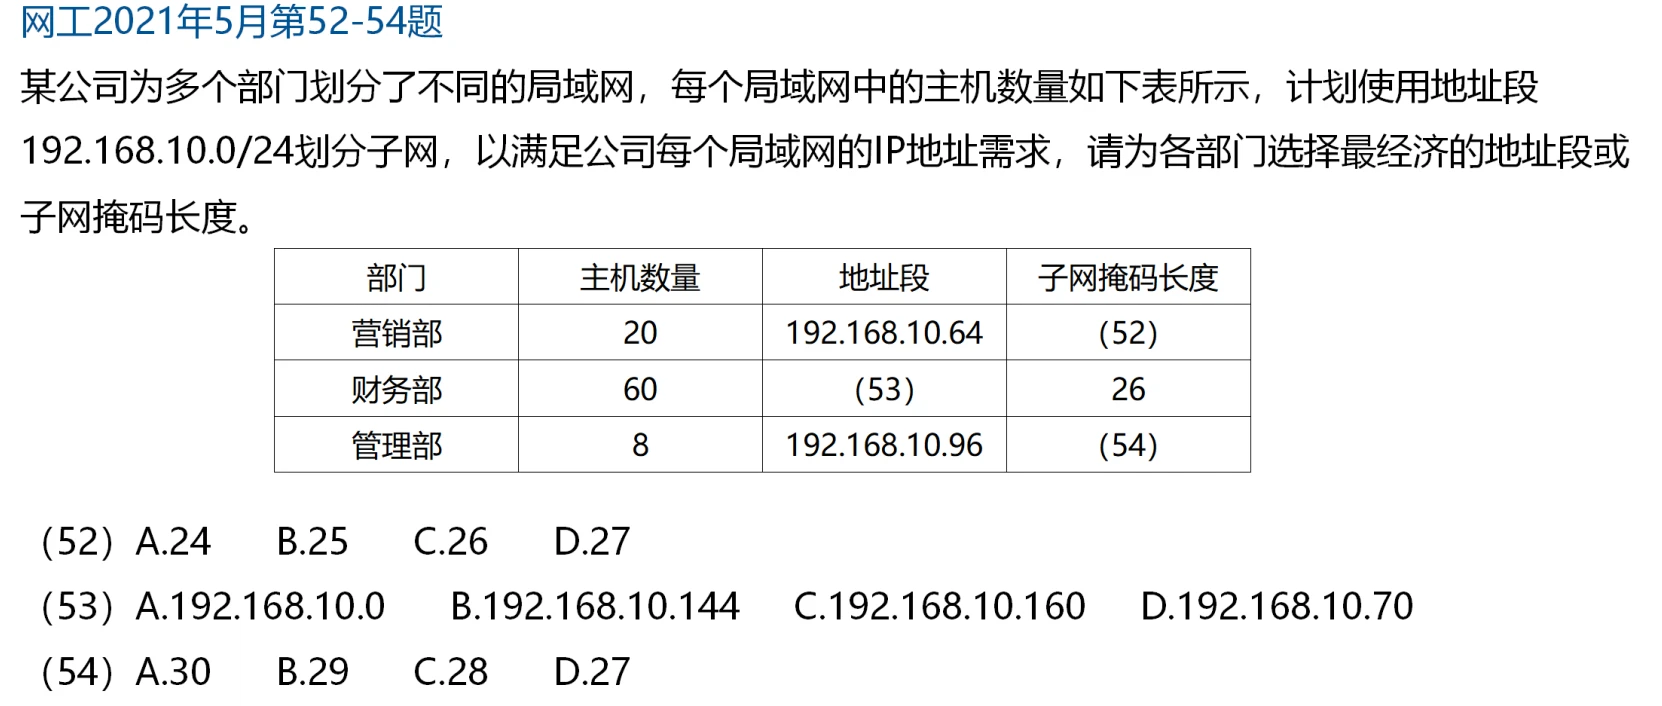 网工2021年5月第52-54题
某公司为多个部门划分了不同的局域网，每个局域网中的主机数量如下表所示，计划使用地址段
192.168.10.0/24划分子网，以满足公司每个局域网的IP地址需求，请为各部门选择最经济的地址段或
子网掩码长度。
部门 主机数量 地址段 子网掩码长度
营销部 20 192.168.10.64 （52）
财务部 60 （53） 26
管理部 8 192.168.10.96 （54）
（52）A.24 B.25 C.26 D.27
（53）A.192.168.10.0 B.192.168.10.144 C.192.168.10.160 D.192.168.10.70
（54）A.30 B.29 C.28 D.27